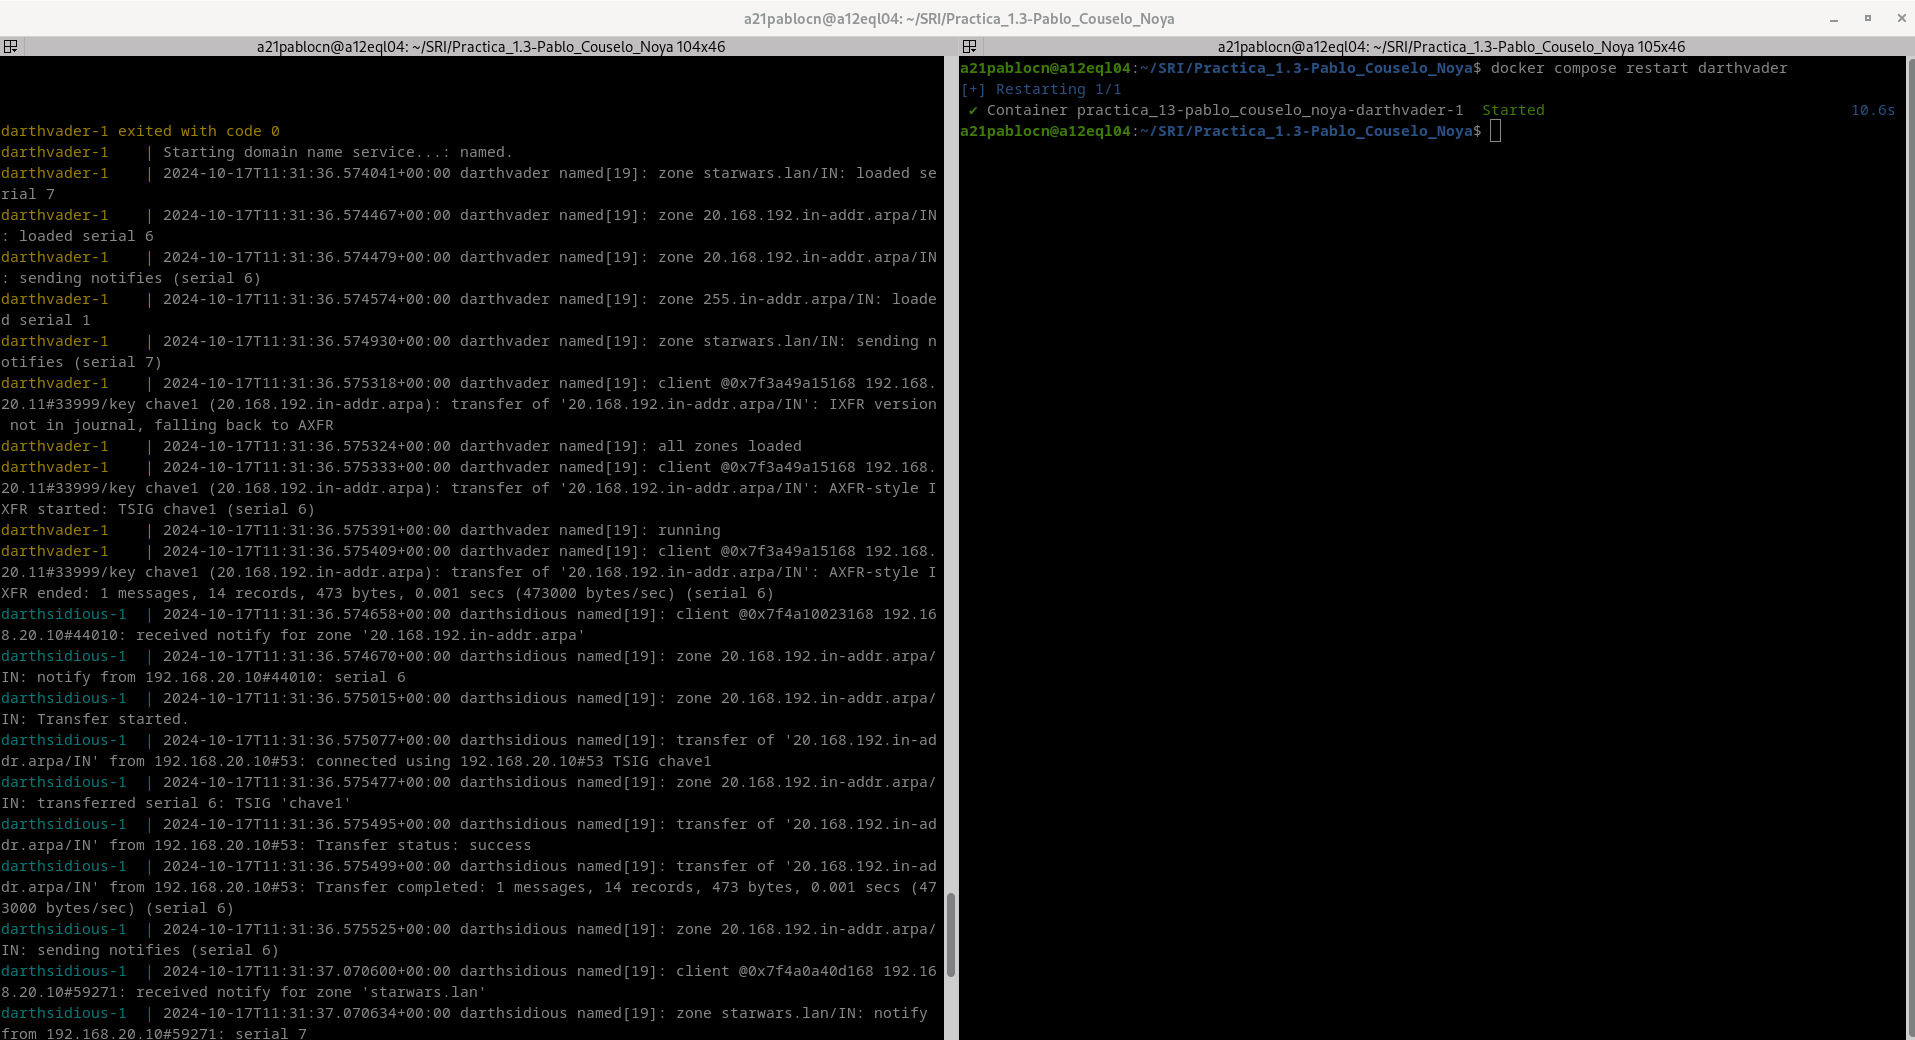 a21pablocn@a12eql04: ~/SRI/Practica_1.3-Pablo_Couselo_Noya
a21pablocn@a12eql04: ~/SRI/Practica_1.3-Pablo_Couselo_Noya 104x46
darthvader-1 exited with code 0
darthvader-1    | Starting domain name service...: named.
darthvader-1    | 2024-10-17T11:31:36.574041+00:00 darthvader named[19]: zone starwars.lan/IN: loaded se
rial 7
darthvader-1    | 2024-10-17T11:31:36.574467+00:00 darthvader named[19]: zone 20.168.192.in-addr.arpa/IN
: loaded serial 6
darthvader-1    | 2024-10-17T11:31:36.574479+00:00 darthvader named[19]: zone 20.168.192.in-addr.arpa/IN
: sending notifies (serial 6)
darthvader-1    | 2024-10-17T11:31:36.574574+00:00 darthvader named[19]: zone 255.in-addr.arpa/IN: loade
d serial 1
darthvader-1    | 2024-10-17T11:31:36.574930+00:00 darthvader named[19]: zone starwars.lan/IN: sending n
otifies (serial 7)
darthvader-1    | 2024-10-17T11:31:36.575318+00:00 darthvader named[19]: client @0x7f3a49a15168 192.168.
20.11#33999/key chave1 (20.168.192.in-addr.arpa): transfer of '20.168.192.in-addr.arpa/IN': IXFR version
 not in journal, falling back to AXFR
darthvader-1    | 2024-10-17T11:31:36.575324+00:00 darthvader named[19]: all zones loaded
darthvader-1    | 2024-10-17T11:31:36.575333+00:00 darthvader named[19]: client @0x7f3a49a15168 192.168.
20.11#33999/key chave1 (20.168.192.in-addr.arpa): transfer of '20.168.192.in-addr.arpa/IN': AXFR-style I
XFR started: TSIG chave1 (serial 6)
darthvader-1    | 2024-10-17T11:31:36.575391+00:00 darthvader named[19]: running
darthvader-1    | 2024-10-17T11:31:36.575409+00:00 darthvader named[19]: client @0x7f3a49a15168 192.168.
20.11#33999/key chave1 (20.168.192.in-addr.arpa): transfer of '20.168.192.in-addr.arpa/IN': AXFR-style I
XFR ended: 1 messages, 14 records, 473 bytes, 0.001 secs (473000 bytes/sec) (serial 6)
darthsidious-1  | 2024-10-17T11:31:36.574658+00:00 darthsidious named[19]: client @0x7f4a10023168 192.16
8.20.10#44010: received notify for zone '20.168.192.in-addr.arpa'
darthsidious-1  | 2024-10-17T11:31:36.574670+00:00 darthsidious named[19]: zone 20.168.192.in-addr.arpa/
IN: notify from 192.168.20.10#44010: serial 6
darthsidious-1  | 2024-10-17T11:31:36.575015+00:00 darthsidious named[19]: zone 20.168.192.in-addr.arpa/
IN: Transfer started.
darthsidious-1  | 2024-10-17T11:31:36.575077+00:00 darthsidious named[19]: transfer of '20.168.192.in-ad
dr.arpa/IN' from 192.168.20.10#53: connected using 192.168.20.10#53 TSIG chave1
darthsidious-1  | 2024-10-17T11:31:36.575477+00:00 darthsidious named[19]: zone 20.168.192.in-addr.arpa/
IN: transferred serial 6: TSIG 'chave1'
darthsidious-1  | 2024-10-17T11:31:36.575495+00:00 darthsidious named[19]: transfer of '20.168.192.in-ad
dr.arpa/IN' from 192.168.20.10#53: Transfer status: success
darthsidious-1  | 2024-10-17T11:31:36.575499+00:00 darthsidious named[19]: transfer of '20.168.192.in-ad
dr.arpa/IN' from 192.168.20.10#53: Transfer completed: 1 messages, 14 records, 473 bytes, 0.001 secs (47
3000 bytes/sec) (serial 6)
darthsidious-1  | 2024-10-17T11:31:36.575525+00:00 darthsidious named[19]: zone 20.168.192.in-addr.arpa/
IN: sending notifies (serial 6)
darthsidious-1  | 2024-10-17T11:31:37.070600+00:00 darthsidious named[19]: client @0x7f4a0a40d168 192.16
8.20.10#59271: received notify for zone 'starwars.lan'
darthsidious-1  | 2024-10-17T11:31:37.070634+00:00 darthsidious named[19]: zone starwars.lan/IN: notify
from 192.168.20.10#59271: serial 7
a21pablocn@a12eql04: ~/SRI/Practica_1.3-Pablo_Couselo_Noya 105x46
a21pablocn@a12eql04:~/SRI/Practica_1.3-Pablo_Couselo_Noya$ docker compose restart darthvader
[+] Restarting 1/1
 ✔ Container practica_13-pablo_couselo_noya-darthvader-1  Started 10.6s
a21pablocn@a12eql04:~/SRI/Practica_1.3-Pablo_Couselo_Noya$